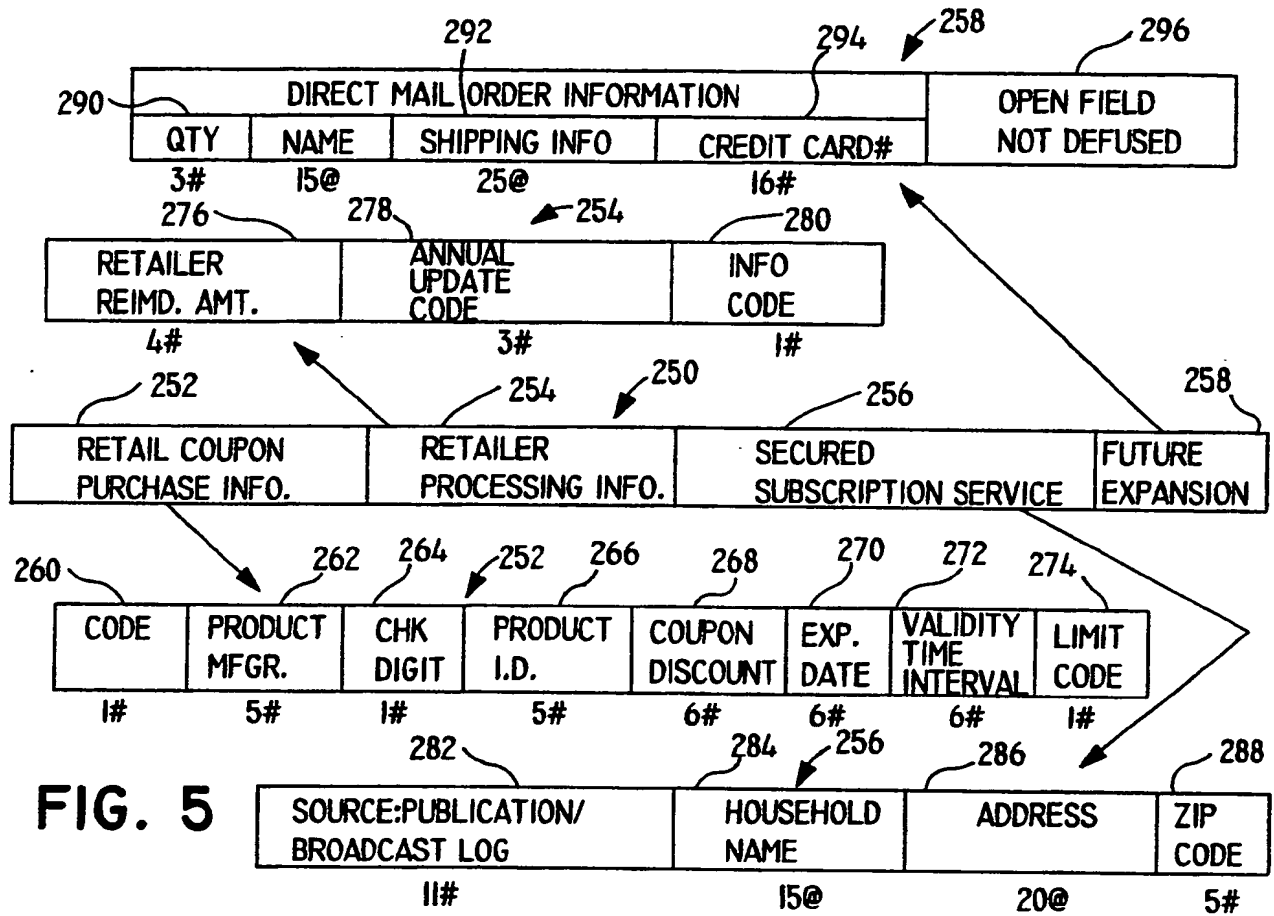 292
294
258
296
DIRECT MAIL ORDER INFORMATION
OPEN FIELD
NOT DEFUSED
290
QTY
NAME
SHIPPING INFO
CREDIT CARD#
3#
15@
25@
16#
276
278
254
280
RETAILER
REIMD. AMT.
ANNUAL
UPDATE
CODE
INFO
CODE
4#
3#
1#
252
254
250
256
258
RETAIL COUPON
PURCHASE INFO.
RETAILER
PROCESSING INFO.
SECURED
SUBSCRIPTION SERVICE
FUTURE
EXPANSION
260
262
264
252
266
268
270
272
274
CODE
PRODUCT
MFGR.
CHK
DIGIT
PRODUCT
I.D.
COUPON
DISCOUNT
EXP.
DATE
VALIDITY
TIME
INTERVAL
LIMIT
CODE
1#
5#
1#
5#
6#
6#
6#
1#
282
284
256
286
288
FIG. 5
SOURCE:PUBLICATION/
BROADCAST LOG
HOUSEHOLD
NAME
ADDRESS
ZIP
CODE
11#
15@
20@
5#